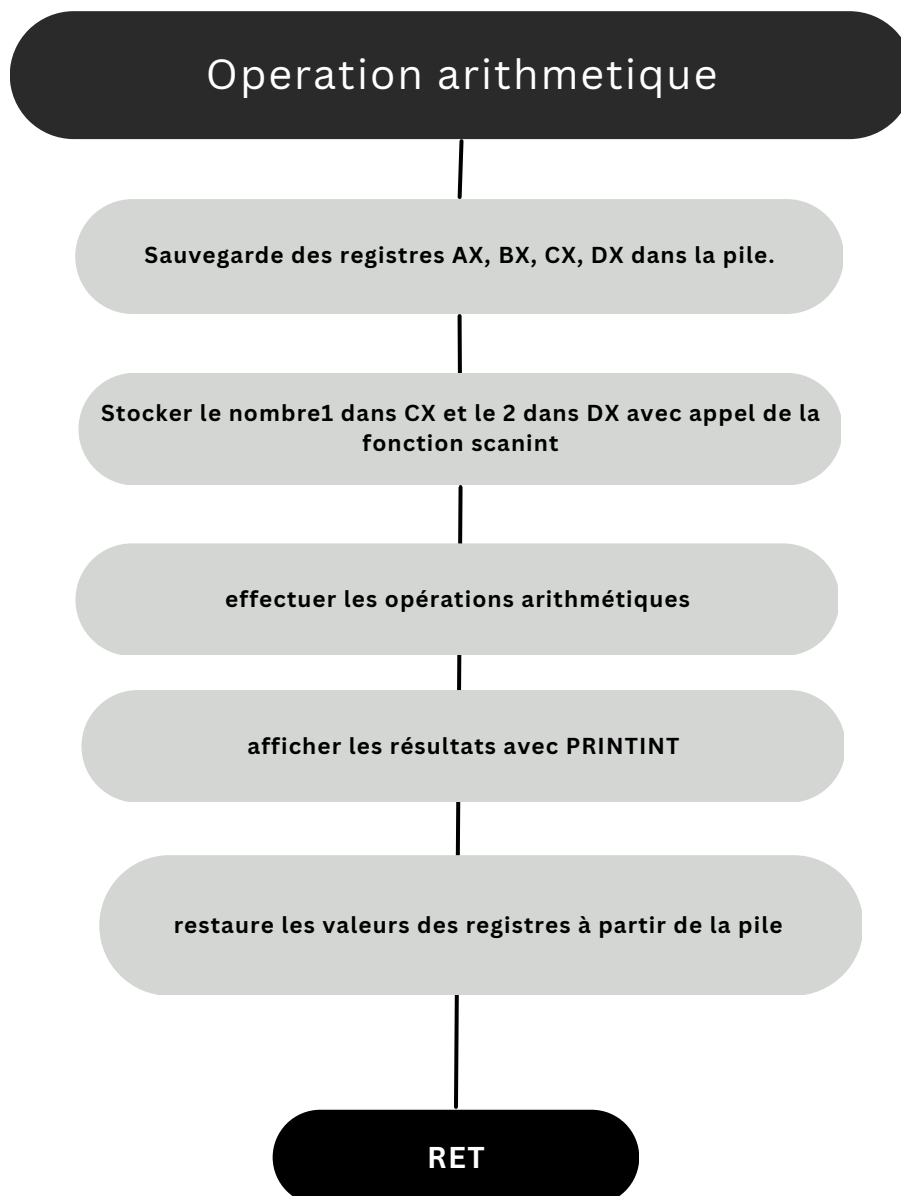 Operation arithmetique
Sauvegarde des registres AX, BX, CX, DX dans la pile.
Stocker le nombre1 dans CX et le 2 dans DX avec appel de la
fonction scanint
effectuer les opérations arithmétiques
afficher les résultats avec PRINTINT
restaure les valeurs des registres à partir de la pile
RET